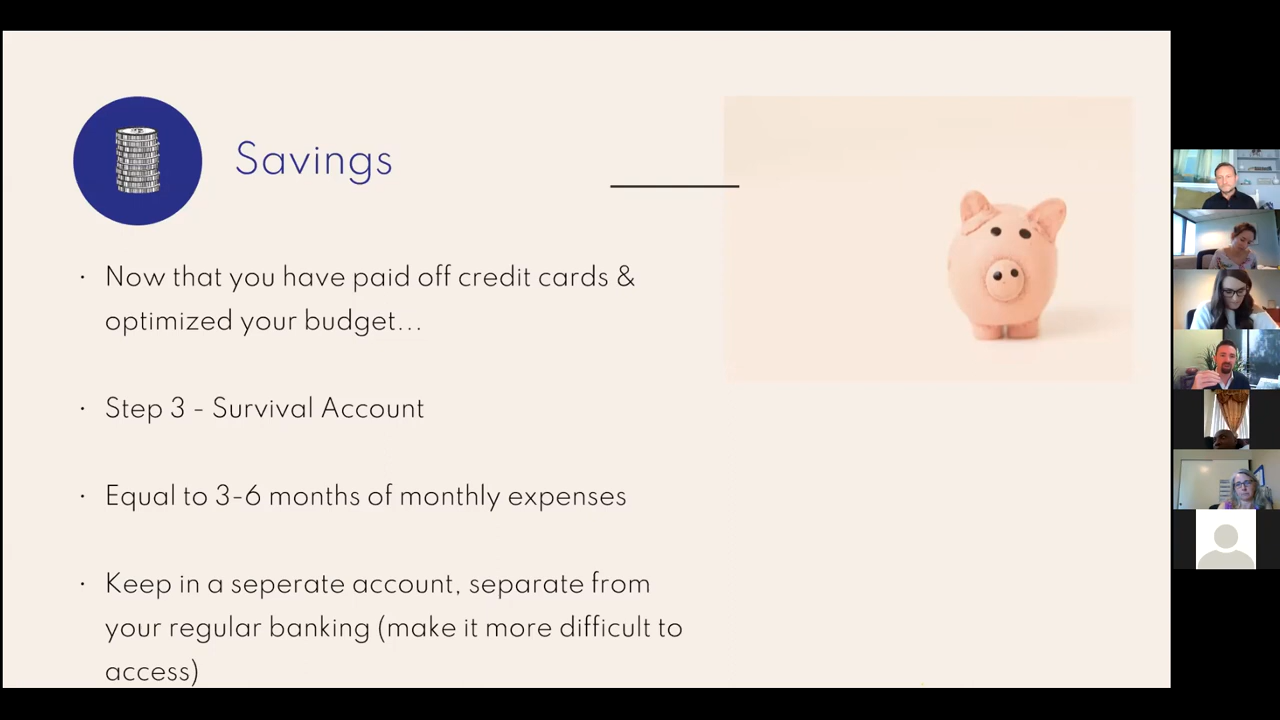 Savings
· Now that you have paid off credit cards &
optimized your budget...
· Step 3 - Survival Account
· Equal to 3-6 months of monthly expenses
· Keep in a seperate account, separate from
your regular banking (make it more difficult to
access)